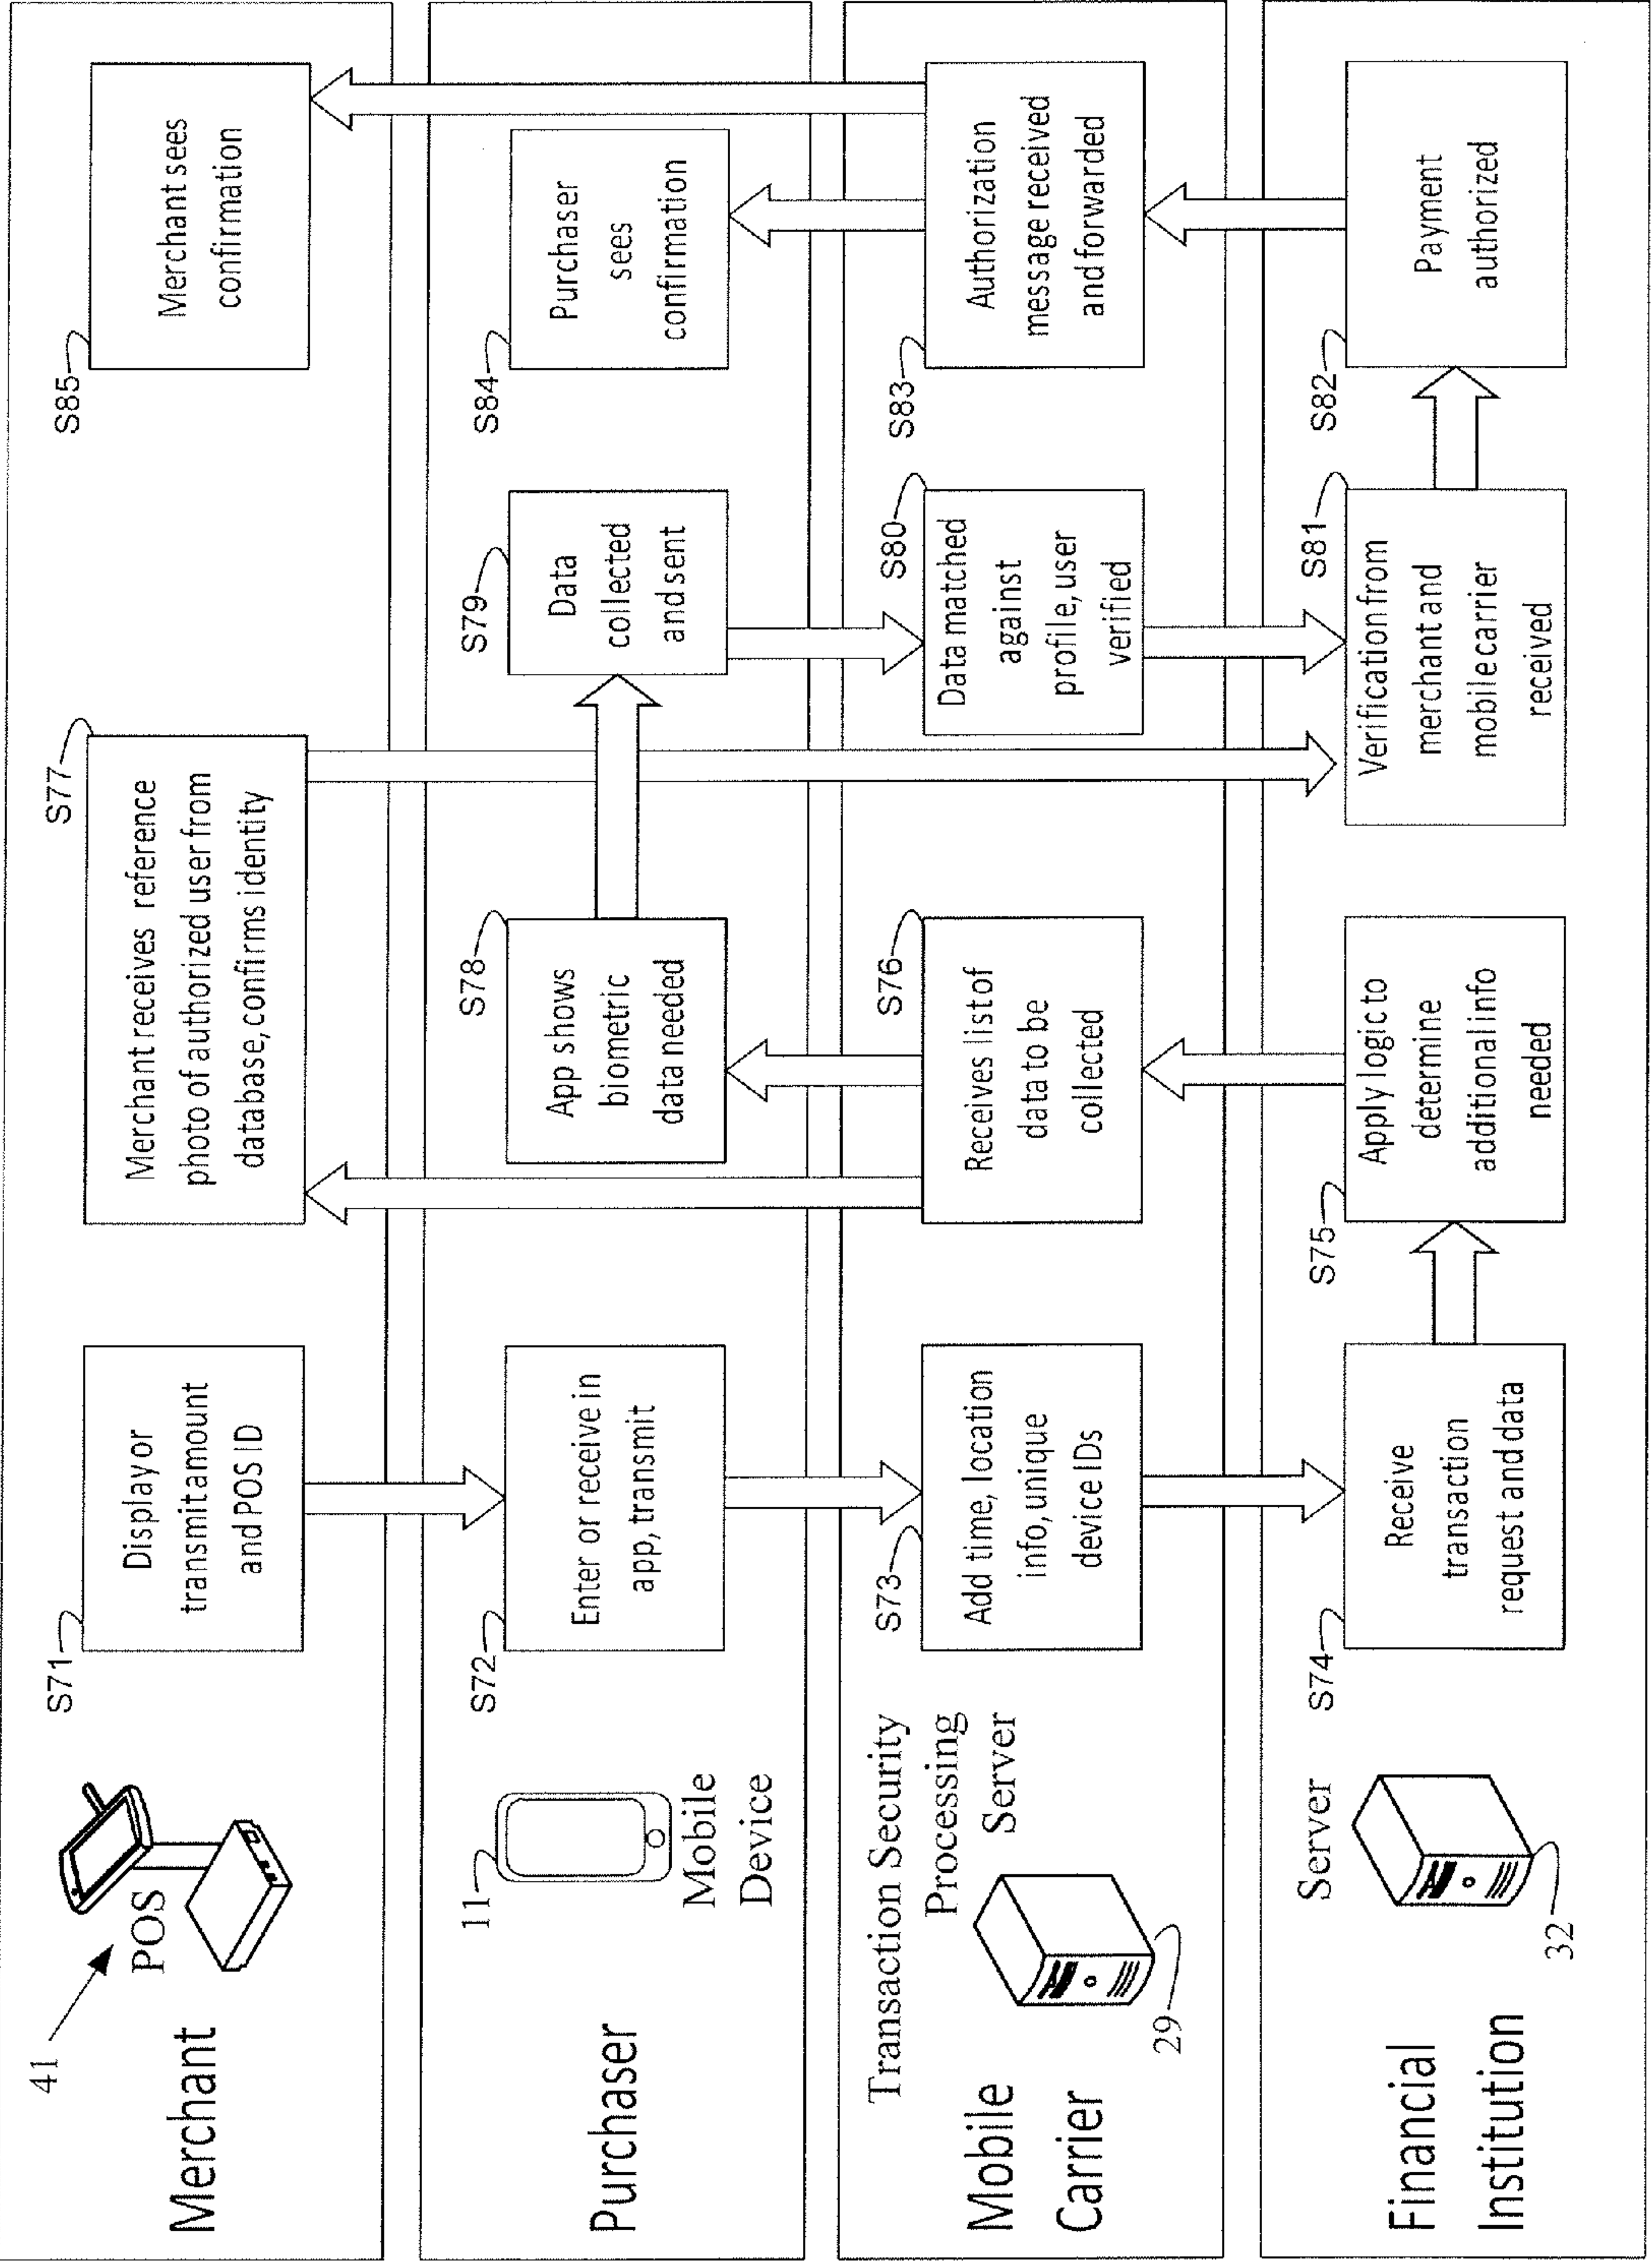 41
POS
Merchant
S71
Display or
transmit amount
and POS ID
S77
Merchant receives reference
photo of authorized user from
database, confirms identity
S85
Merchant sees
confirmation
Purchaser
11
Mobile
Device
S72
Enter or receive in
app, transmit
S78
App shows
biometric
data needed
S79
Data
collected
and sent
S84
Purchaser
sees
confirmation
Transaction Security
Processing
Server
Mobile
Carrier
29
S73
Add time, location
info, unique
device IDs
S76
Receives list of
data to be
collected
S80
Data matched
against
profile, user
verified
S83
Authorization
message received
and forwarded
Server
Financial
Institution
32
S74
Receive
transaction
request and data
S75
Apply logic to
determine
additional info
needed
S81
Verification from
merchant and
mobile carrier
received
S82
Payment
authorized